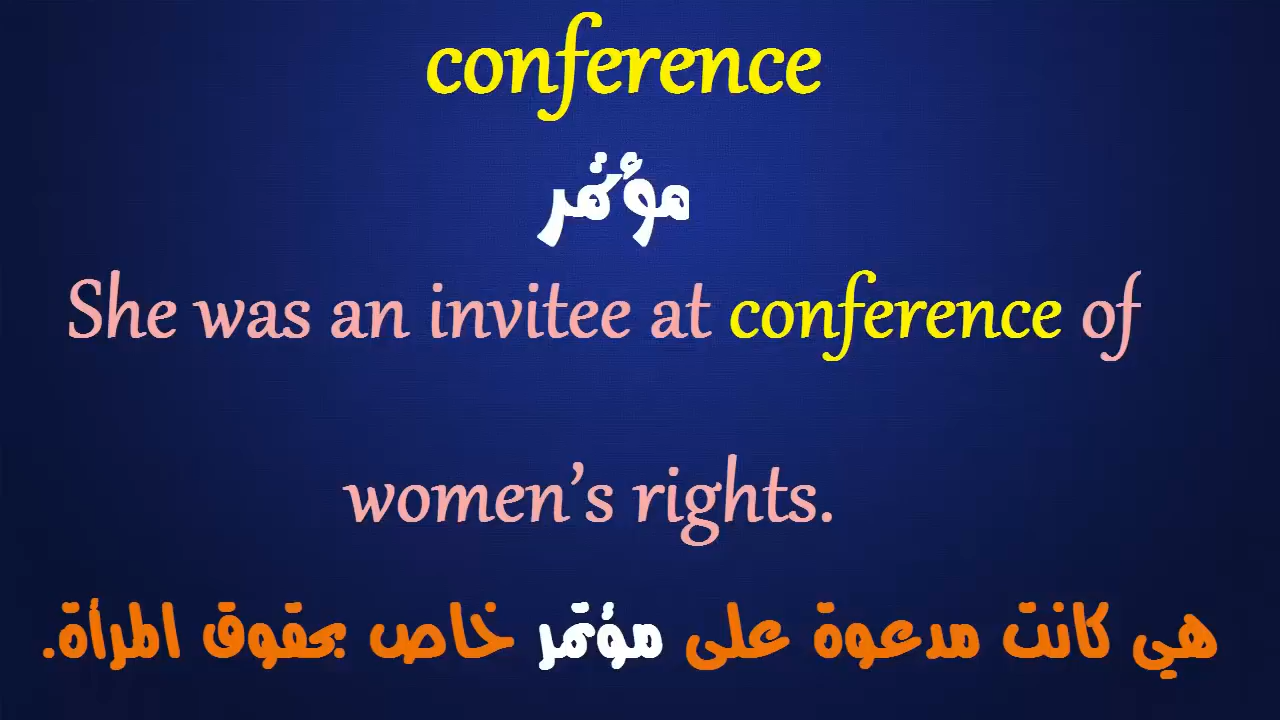 conference
مؤتمر
She was an invitee at conference of
women’s rights.
هي كانت مدعوة على مؤتمر خاص بحقوق المرأة.